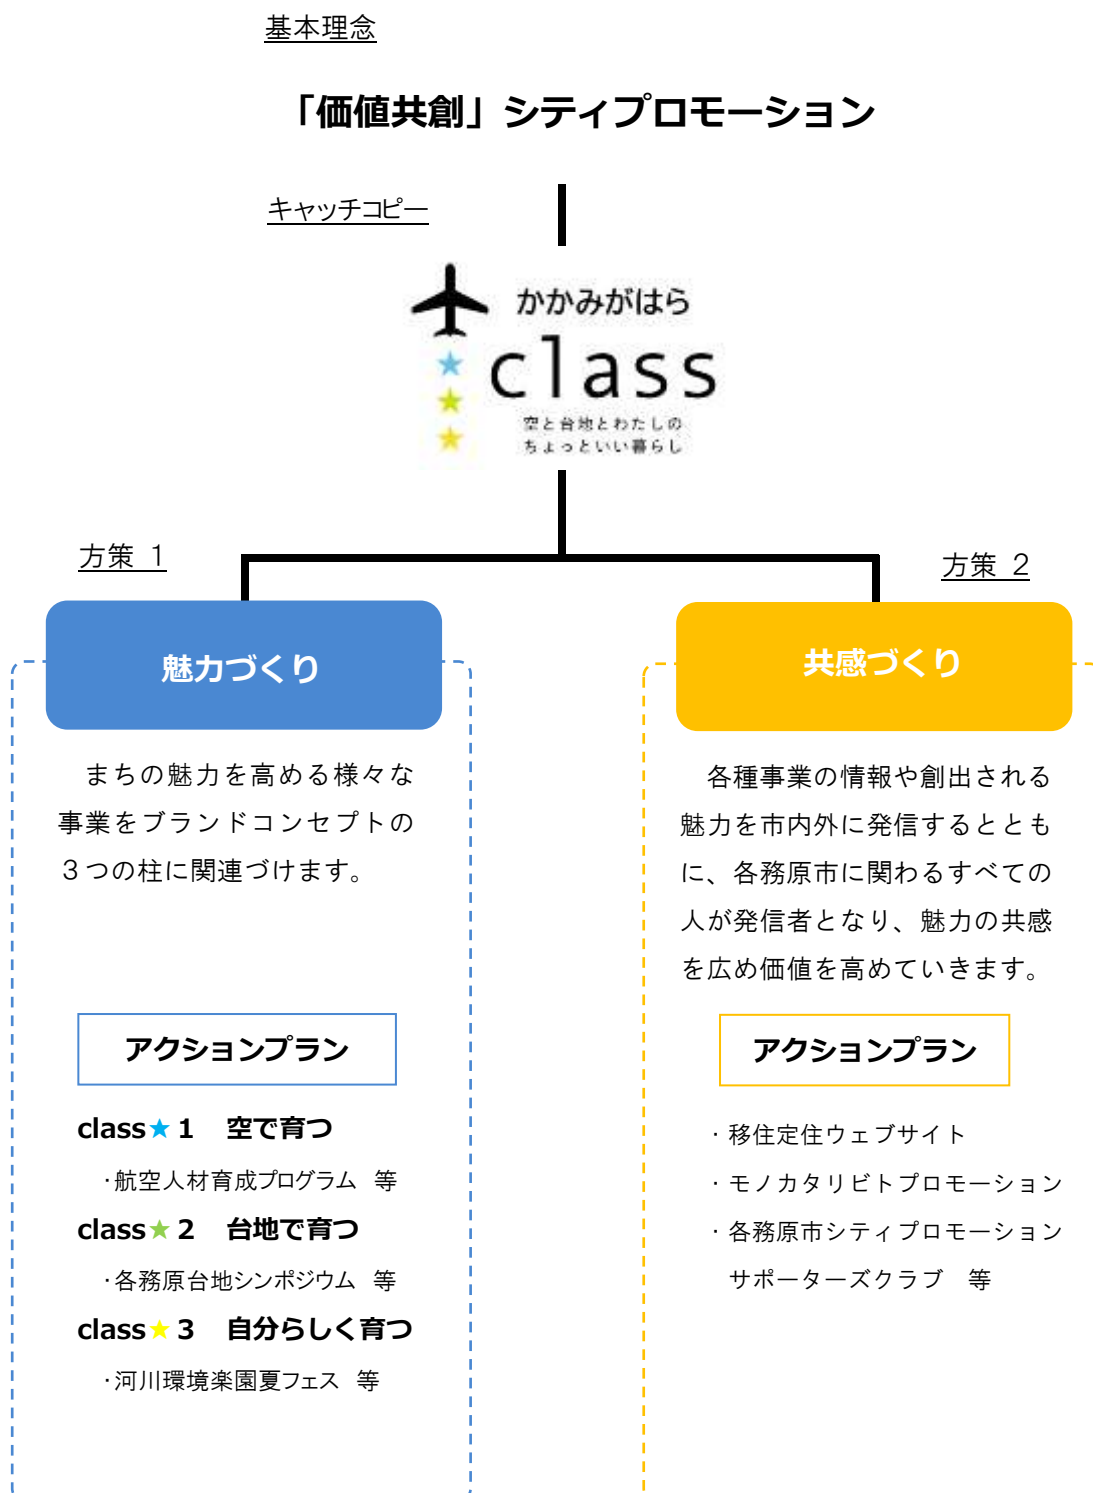 基本理念
「価値共創」シティプロモーション
キャッチコピー
かかみがはら
class
空と台地とわたしの
ちょっといい暮らし
方策 1
魅力づくり
まちの魅力を高める様々な
事業をブランドコンセプトの
３つの柱に関連づけます。
アクションプラン
class★1　空で育つ
・航空人材育成プログラム 等
class★2　台地で育つ
・各務原台地シンポジウム 等
class★3　自分らしく育つ
・河川環境楽園夏フェス 等
方策 2
共感づくり
各種事業の情報や創出される
魅力を市内外に発信するととも
に、各務原市に関わるすべての
人が発信者となり、魅力の共感
を広め価値を高めていきます。
アクションプラン
・移住定住ウェブサイト
・モノカタリビトプロモーション
・各務原市シティプロモーション
サポーターズクラブ　等